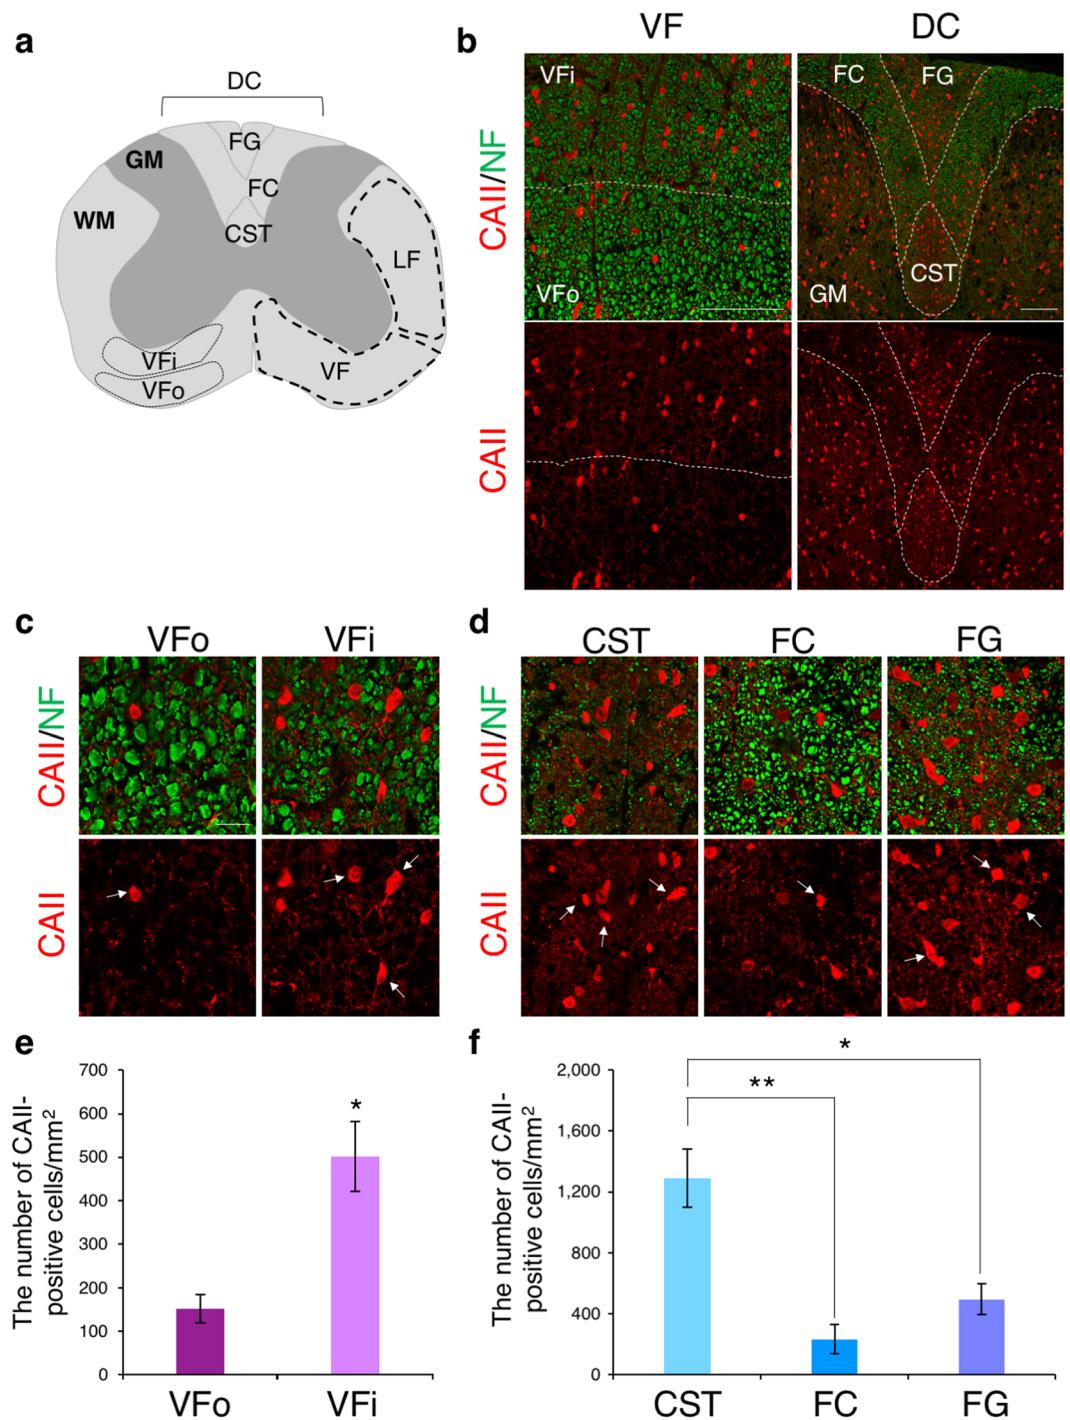 a
DC
FG
GM
FC
WM
CST
LF
VFi
VF
VFo
b
VF
DC
CAII/NF
VFi
VFo
FC
FG
CST
GM
CAII
c
VFo
VFi
CAII/NF
CAII
d
CST
FC
FG
CAII/NF
CAII
e
The number of CAII-
positive cells/mm2
700
600
500
400
300
200
100
0
*
VFo
VFi
f
The number of CAII-
positive cells/mm2
2,000
1,600
1,200
800
400
0
*
**
CST
FC
FG